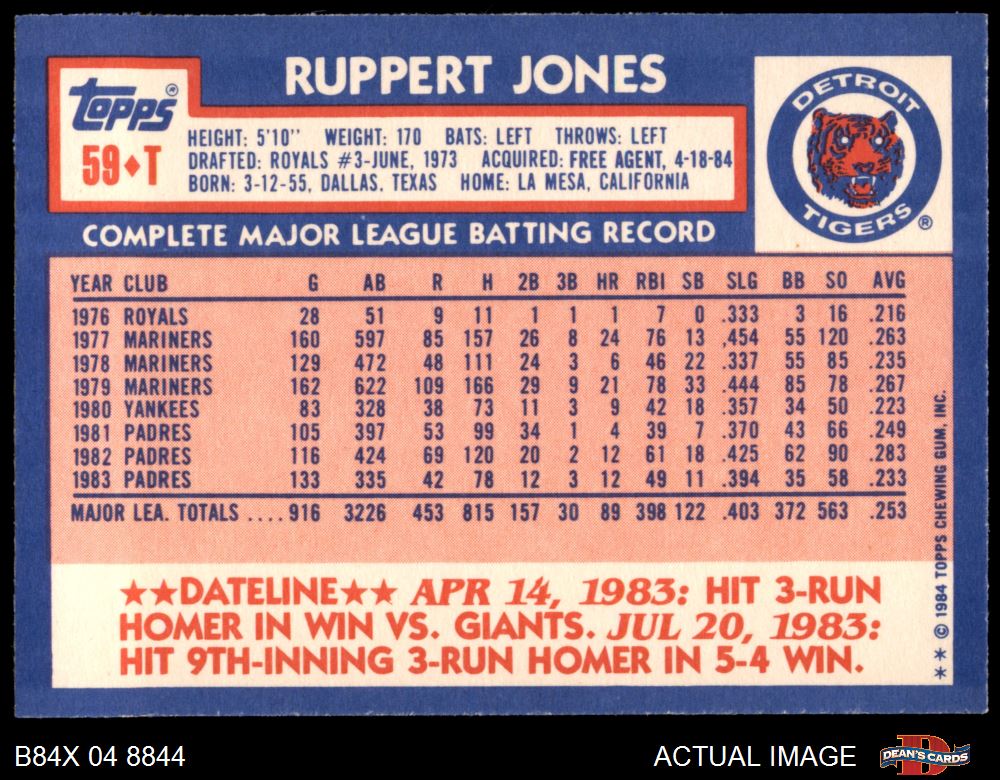 RUPPERT JONES
TOPPS®
59♦T
HEIGHT: 5'10" WEIGHT: 170 BATS: LEFT THROWS: LEFT
DRAFTED: ROYALS #3-JUNE, 1973 ACQUIRED: FREE AGENT, 4-18-84
BORN: 3-12-55, DALLAS, TEXAS HOME: LA MESA, CALIFORNIA
DETROIT
TIGERS®
COMPLETE MAJOR LEAGUE BATTING RECORD
YEAR CLUB G AB R H 2B 3B HR RBI SB SLG BB SO AVG
1976 ROYALS 28 51 9 11 1 1 1 7 0 .333 3 16 .216
1977 MARINERS 160 597 85 157 26 8 24 76 13 ,454 55 120 .263
1978 MARINERS 129 472 48 111 24 3 6 46 22 .337 55 85 .235
1979 MARINERS 162 622 109 166 29 9 21 78 33 .444 85 78 .267
1980 YANKEES 83 328 38 73 11 3 9 42 18 .357 34 50 .223
1981 PADRES 105 397 53 99 34 1 4 39 7 .370 43 66 .249
1982 PADRES 116 424 69 120 20 2 12 61 18 .425 62 90 .283
1983 PADRES 133 335 42 78 12 3 12 49 11 .394 35 58 .233
MAJOR LEA. TOTALS .... 916 3226 453 815 157 30 89 398 122 .403 372 563 .253
★★DATELINE★★ APR 14, 1983: HIT 3-RUN
HOMER IN WIN VS. GIANTS. JUL 20, 1983:
HIT 9TH-INNING 3-RUN HOMER IN 5-4 WIN.
** © 1984 TOPPS CHEWING GUM, INC.
B84X 04 8844
ACTUAL IMAGE
D
DEAN'S CARDS